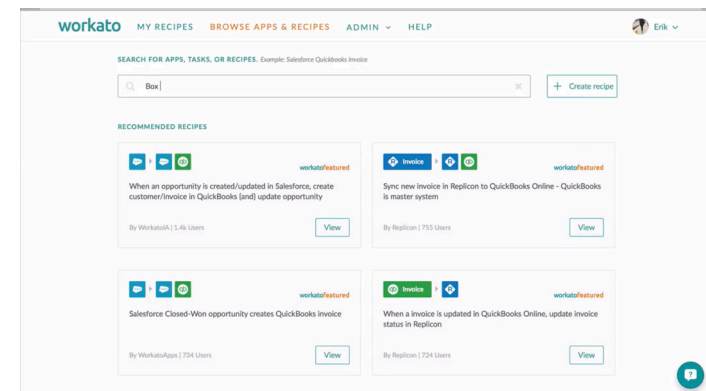 workato MY RECIPES BROWSE APPS & RECIPES ADMIN HELP Erik
SEARCH FOR APPS, TASKS, OR RECIPES. Example: Salesforce Quickbooks Invoice
Box
+ Create recipe
RECOMMENDED RECIPES
workatofeatured
When an opportunity is created/updated in Salesforce, create
customer/invoice in QuickBooks {and} update opportunity
By WorkatoIA | 1.4k Users
View
Invoice
workatofeatured
Sync new invoice in Replicon to QuickBooks Online - QuickBooks
is master system
By Replicon | 755 Users
View
workatofeatured
Salesforce Closed-Won opportunity creates QuickBooks invoice
By WorkatoApps | 734 Users
View
Invoice
workatofeatured
When a invoice is updated in QuickBooks Online, update invoice
status in Replicon
By Replicon | 724 Users
View
?